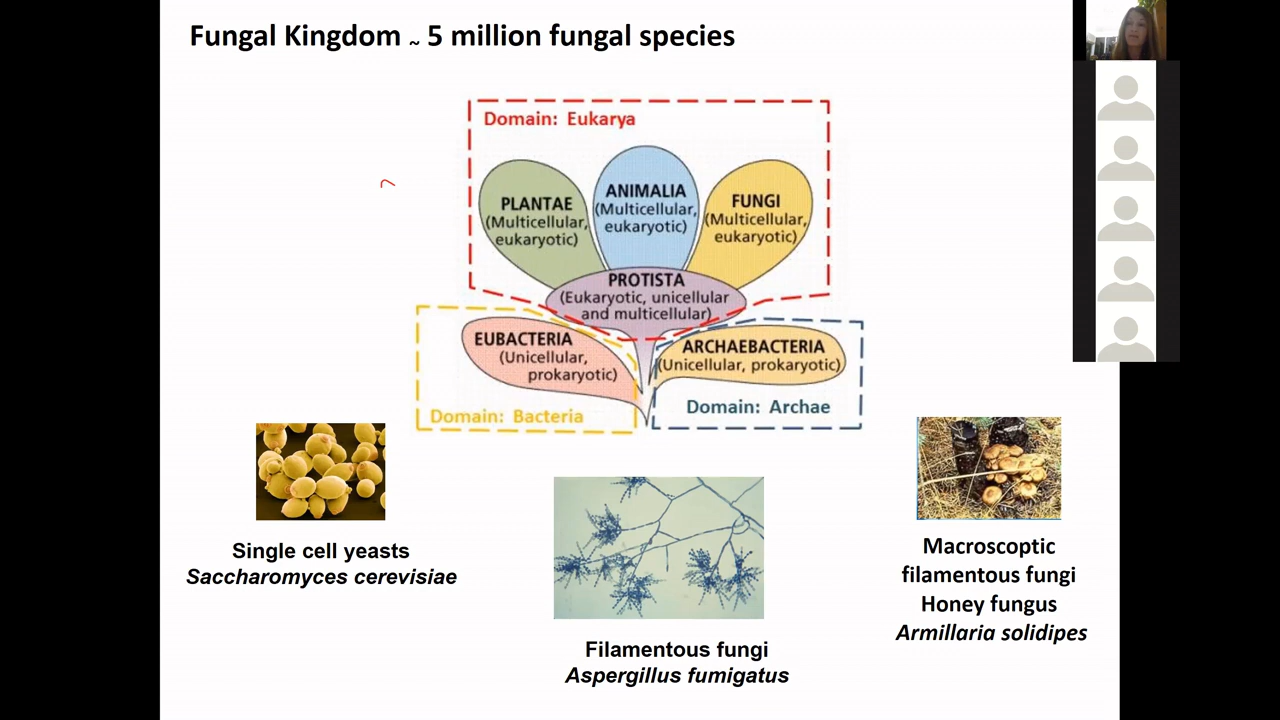 Fungal Kingdom ~ 5 million fungal species
Domain: Eukarya
PLANTAE
(Multicellular,
eukaryotic)
ANIMALIA
(Multicellular,
eukaryotic)
FUNGI
(Multicellular,
eukaryotic)
PROTISTA
(Eukaryotic, unicellular
and multicellular)
EUBACTERIA
(Unicellular,
prokaryotic)
ARCHAEBACTERIA
(Unicellular, prokaryotic)
Domain: Bacteria
Domain: Archae
Single cell yeasts
Saccharomyces cerevisiae
Filamentous fungi
Aspergillus fumigatus
Macroscoptic
filamentous fungi
Honey fungus
Armillaria solidipes